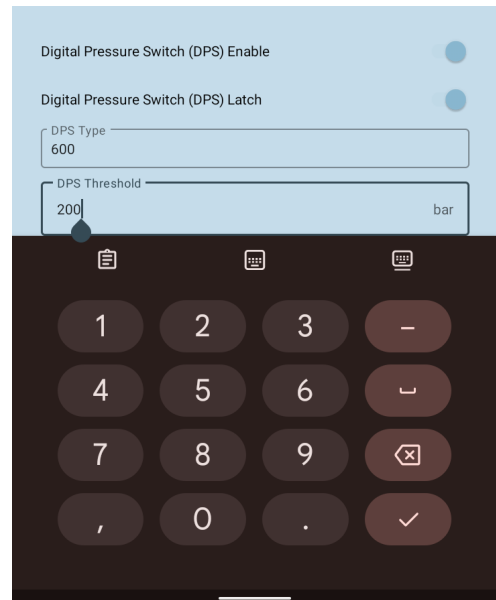 Digital Pressure Switch (DPS) Enable
Digital Pressure Switch (DPS) Latch
DPS Type
600
DPS Threshold
200 bar
1 2 3 –
4 5 6
7 8 9
, 0 .